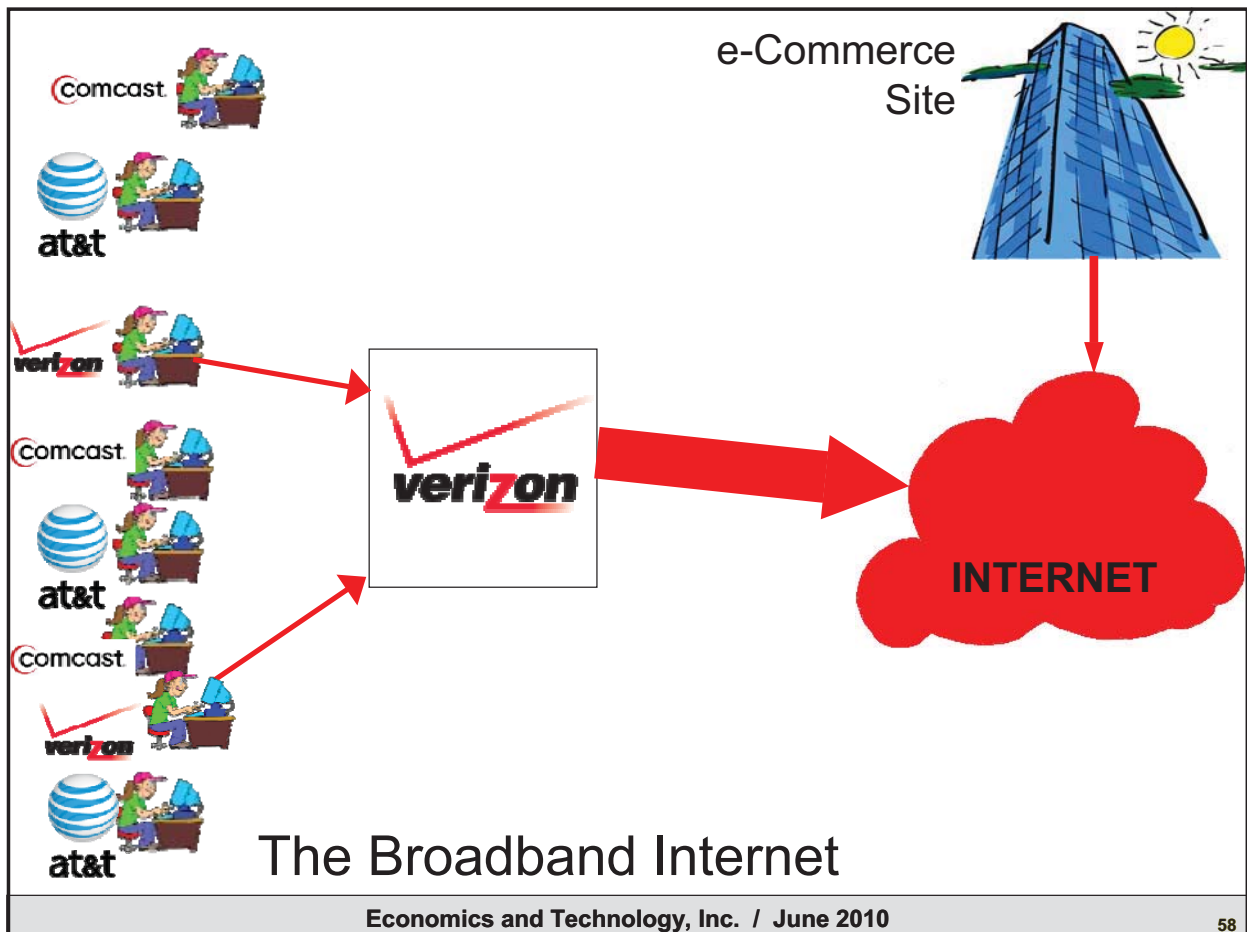 e-Commerce
Site
comcast.
at&t
verizon
comcast.
at&t
comcast.
verizon
at&t
verizon
INTERNET
The Broadband Internet
Economics and Technology, Inc. / June 2010
58